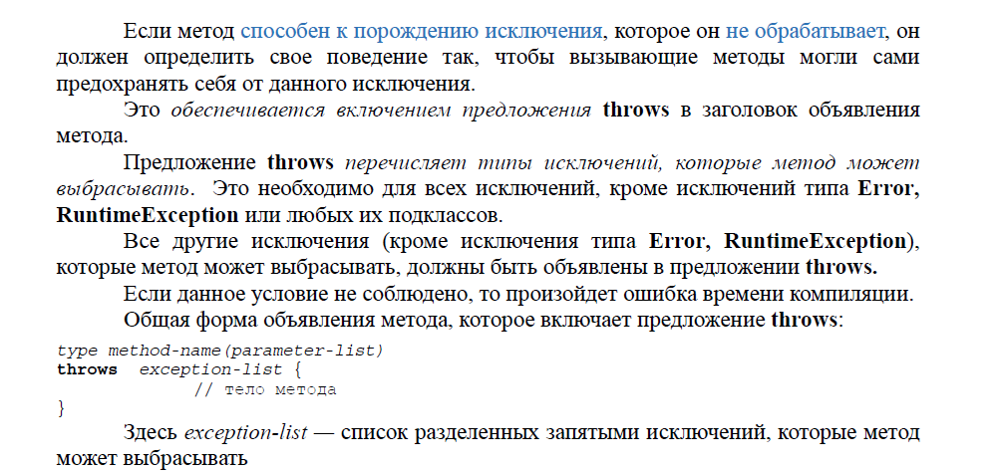 Если метод способен к порождению исключения, которое он не обрабатывает, он
должен определить свое поведение так, чтобы вызывающие методы могли сами
предохранять себя от данного исключения.
Это обеспечивается включением предложения throws в заголовок объявления
метода.
Предложение throws перечисляет типы исключений, которые метод может
выбрасывать. Это необходимо для всех исключений, кроме исключений типа Error,
RuntimeException или любых их подклассов.
Все другие исключения (кроме исключения типа Error, RuntimeException),
которые метод может выбрасывать, должны быть объявлены в предложении throws.
Если данное условие не соблюдено, то произойдет ошибка времени компиляции.
Общая форма объявления метода, которое включает предложение throws:
type method-name(parameter-list)
throws exception-list {
// тело метода
}
Здесь exception-list — список разделенных запятыми исключений, которые метод
может выбрасывать